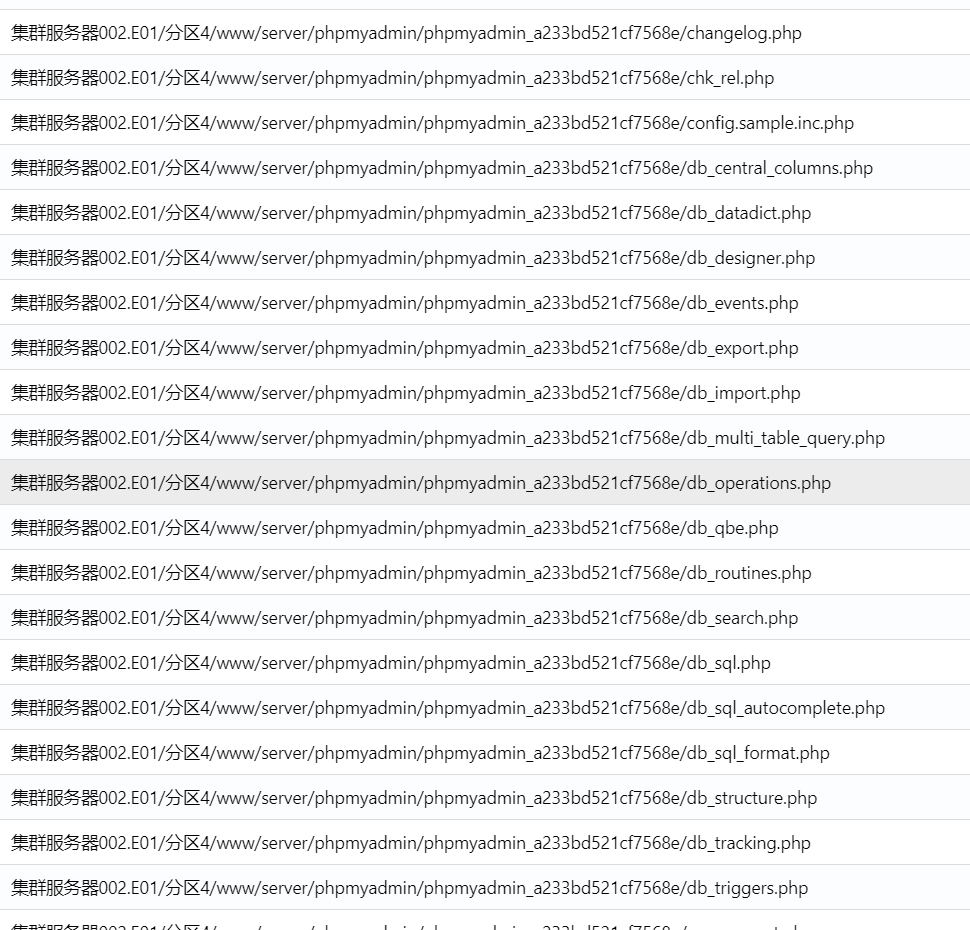 集群服务器002.E01/分区4/www/server/phpmyadmin/phpmyadmin_a233bd521cf7568e/changelog.php
集群服务器002.E01/分区4/www/server/phpmyadmin/phpmyadmin_a233bd521cf7568e/chk_rel.php
集群服务器002.E01/分区4/www/server/phpmyadmin/phpmyadmin_a233bd521cf7568e/config.sample.inc.php
集群服务器002.E01/分区4/www/server/phpmyadmin/phpmyadmin_a233bd521cf7568e/db_central_columns.php
集群服务器002.E01/分区4/www/server/phpmyadmin/phpmyadmin_a233bd521cf7568e/db_datadict.php
集群服务器002.E01/分区4/www/server/phpmyadmin/phpmyadmin_a233bd521cf7568e/db_designer.php
集群服务器002.E01/分区4/www/server/phpmyadmin/phpmyadmin_a233bd521cf7568e/db_events.php
集群服务器002.E01/分区4/www/server/phpmyadmin/phpmyadmin_a233bd521cf7568e/db_export.php
集群服务器002.E01/分区4/www/server/phpmyadmin/phpmyadmin_a233bd521cf7568e/db_import.php
集群服务器002.E01/分区4/www/server/phpmyadmin/phpmyadmin_a233bd521cf7568e/db_multi_table_query.php
集群服务器002.E01/分区4/www/server/phpmyadmin/phpmyadmin_a233bd521cf7568e/db_operations.php
集群服务器002.E01/分区4/www/server/phpmyadmin/phpmyadmin_a233bd521cf7568e/db_qbe.php
集群服务器002.E01/分区4/www/server/phpmyadmin/phpmyadmin_a233bd521cf7568e/db_routines.php
集群服务器002.E01/分区4/www/server/phpmyadmin/phpmyadmin_a233bd521cf7568e/db_search.php
集群服务器002.E01/分区4/www/server/phpmyadmin/phpmyadmin_a233bd521cf7568e/db_sql.php
集群服务器002.E01/分区4/www/server/phpmyadmin/phpmyadmin_a233bd521cf7568e/db_sql_autocomplete.php
集群服务器002.E01/分区4/www/server/phpmyadmin/phpmyadmin_a233bd521cf7568e/db_sql_format.php
集群服务器002.E01/分区4/www/server/phpmyadmin/phpmyadmin_a233bd521cf7568e/db_structure.php
集群服务器002.E01/分区4/www/server/phpmyadmin/phpmyadmin_a233bd521cf7568e/db_tracking.php
集群服务器002.E01/分区4/www/server/phpmyadmin/phpmyadmin_a233bd521cf7568e/db_triggers.php